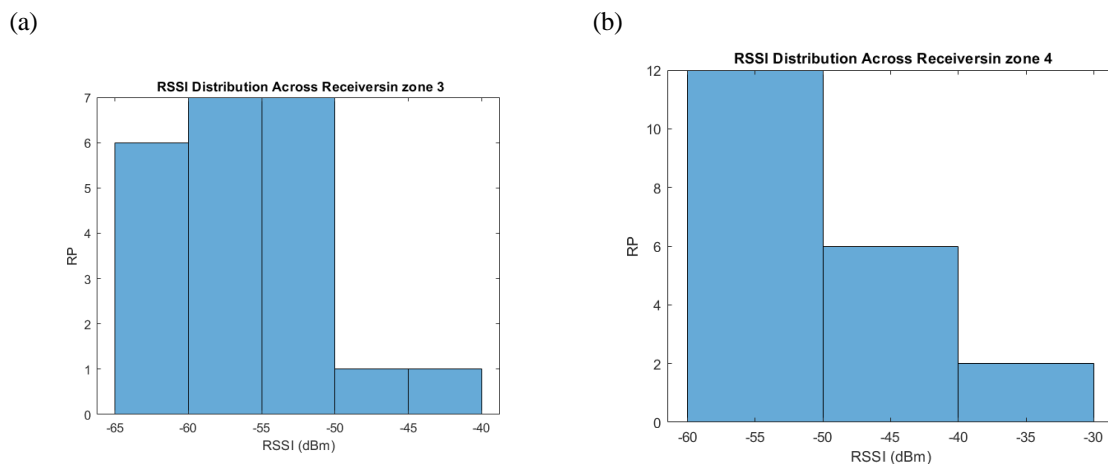 (a)
(b)
RSSI Distribution Across Receiversin zone 3
7
6
5
4
3
2
1
0
RP
-65 -60 -55 -50 -45 -40
RSSI (dBm)
RSSI Distribution Across Receiversin zone 4
12
10
8
6
4
2
0
RP
-60 -55 -50 -45 -40 -35 -30
RSSI (dBm)